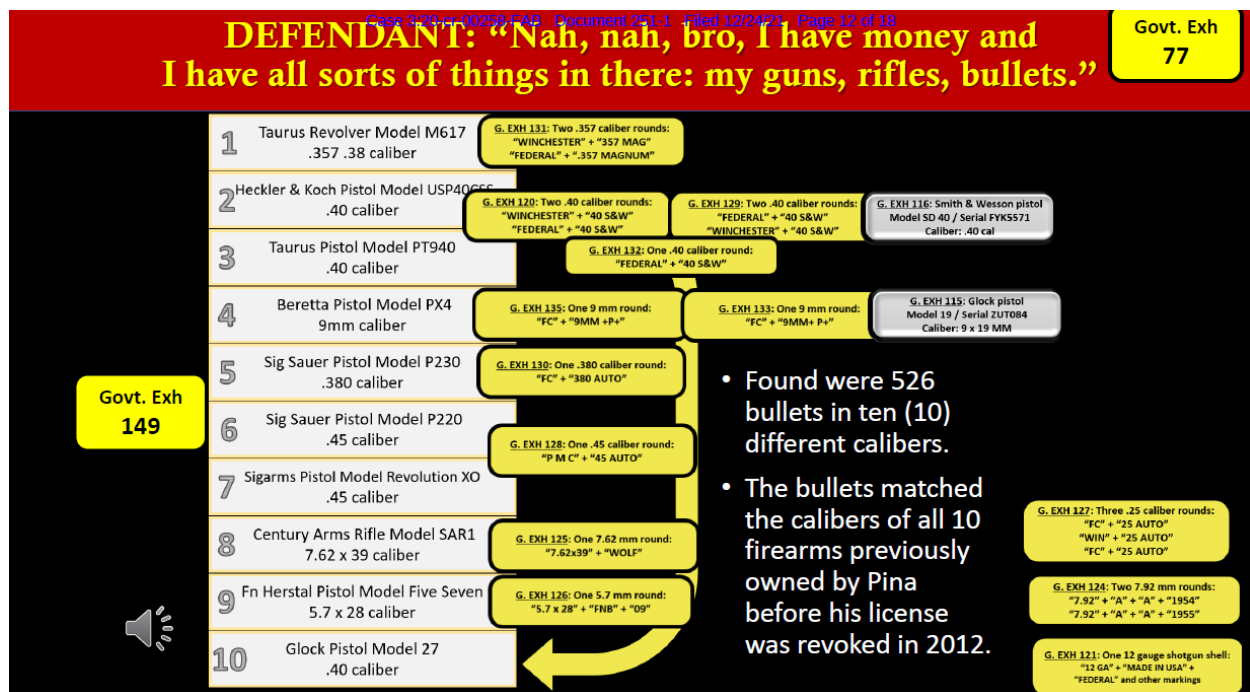 Case 3:20-cr-00258-FAB Document 251-1 Filed 12/24/21 Page 12 of 18
DEFENDANT: “Nah, nah, bro, I have money and
I have all sorts of things in there: my guns, rifles, bullets.”
Govt. Exh
77
1
Taurus Revolver Model M617
.357 .38 caliber
G. EXH 131: Two .357 caliber rounds:
“WINCHESTER” + “357 MAG”
“FEDERAL” + “.357 MAGNUM”
2
Heckler & Koch Pistol Model
.40 caliber
G. EXH 120: Two .40 caliber rounds:
“WINCHESTER” + “40 S&W”
“FEDERAL” + “40 S&W”
G. EXH 129: Two .40 caliber rounds:
“FEDERAL” + “40 S&W”
“WINCHESTER” + “40 S&W”
G. EXH 116: Smith & Wesson pistol
Model SD 40 / Serial FYK5571
Caliber: .40 cal
3
Taurus Pistol Model PT940
.40 caliber
G. EXH 132: One .40 caliber round:
“FEDERAL” + “40 S&W”
4
Beretta Pistol Model PX4
9mm caliber
G. EXH 135: One 9 mm round:
“FC” + “9MM +P+”
G. EXH 133: One 9 mm round:
“FC” + “9MM+ P+”
G. EXH 115: Glock pistol
Model 19 / Serial ZUT084
Caliber: 9 x 19 MM
5
Sig Sauer Pistol Model P230
.380 caliber
G. EXH 130: One .380 caliber round:
“FC” + “380 AUTO”
Govt. Exh
149
6
Sig Sauer Pistol Model P220
.45 caliber
G. EXH 128: One .45 caliber round:
“P M C” + “45 AUTO”
7
Sigarms Pistol Model Revolution XO
.45 caliber
8
Century Arms Rifle Model SAR1
7.62 x 39 caliber
G. EXH 125: One 7.62 mm round:
“7.62x39” + “WOLF”
9
Fn Herstal Pistol Model Five Seven
5.7 x 28 caliber
G. EXH 126: One 5.7 mm round:
“5.7 x 28” + “FNB” + “09”
10
Glock Pistol Model 27
.40 caliber
• Found were 526
bullets in ten (10)
different calibers.
• The bullets matched
the calibers of all 10
firearms previously
owned by Pina
before his license
was revoked in 2012.
G. EXH 127: Three .25 caliber rounds:
“FC” + “25 AUTO”
“WIN” + “25 AUTO”
“FC” + “25 AUTO”
G. EXH 124: Two 7.92 mm rounds:
“7.92” + “A” + “A” + “1954”
“7.92” + “A” + “A” + “1955”
G. EXH 121: One 12 gauge shotgun shell:
“12 GA” + “MADE IN USA” +
“FEDERAL” and other markings